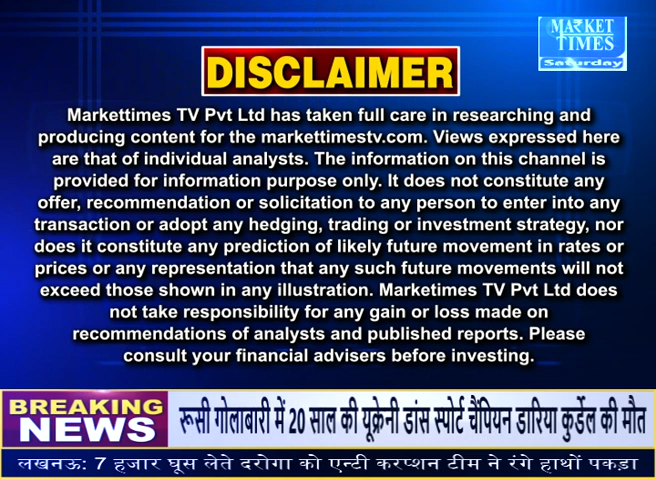 MARKET
TIMES
Saturday
DISCLAIMER
Markettimes TV Pvt Ltd has taken full care in researching and
producing content for the markettimestv.com. Views expressed here
are that of individual analysts. The information on this channel is
provided for information purpose only. It does not constitute any
offer, recommendation or solicitation to any person to enter into any
transaction or adopt any hedging, trading or investment strategy, nor
does it constitute any prediction of likely future movement in rates or
prices or any representation that any such future movements will not
exceed those shown in any illustration. Marketimes TV Pvt Ltd does
not take responsibility for any gain or loss made on
recommendations of analysts and published reports. Please
consult your financial advisers before investing.
BREAKING
NEWS
रूसी गोलाबारी में 20 साल की यूक्रेनी डांस स्पोर्ट चैंपियन डारिया कुर्डेल की मौत
लखनऊ: 7 हजार घूस लेते दरोगा को एन्टी करप्शन टीम ने रंगे हाथों पकड़ा